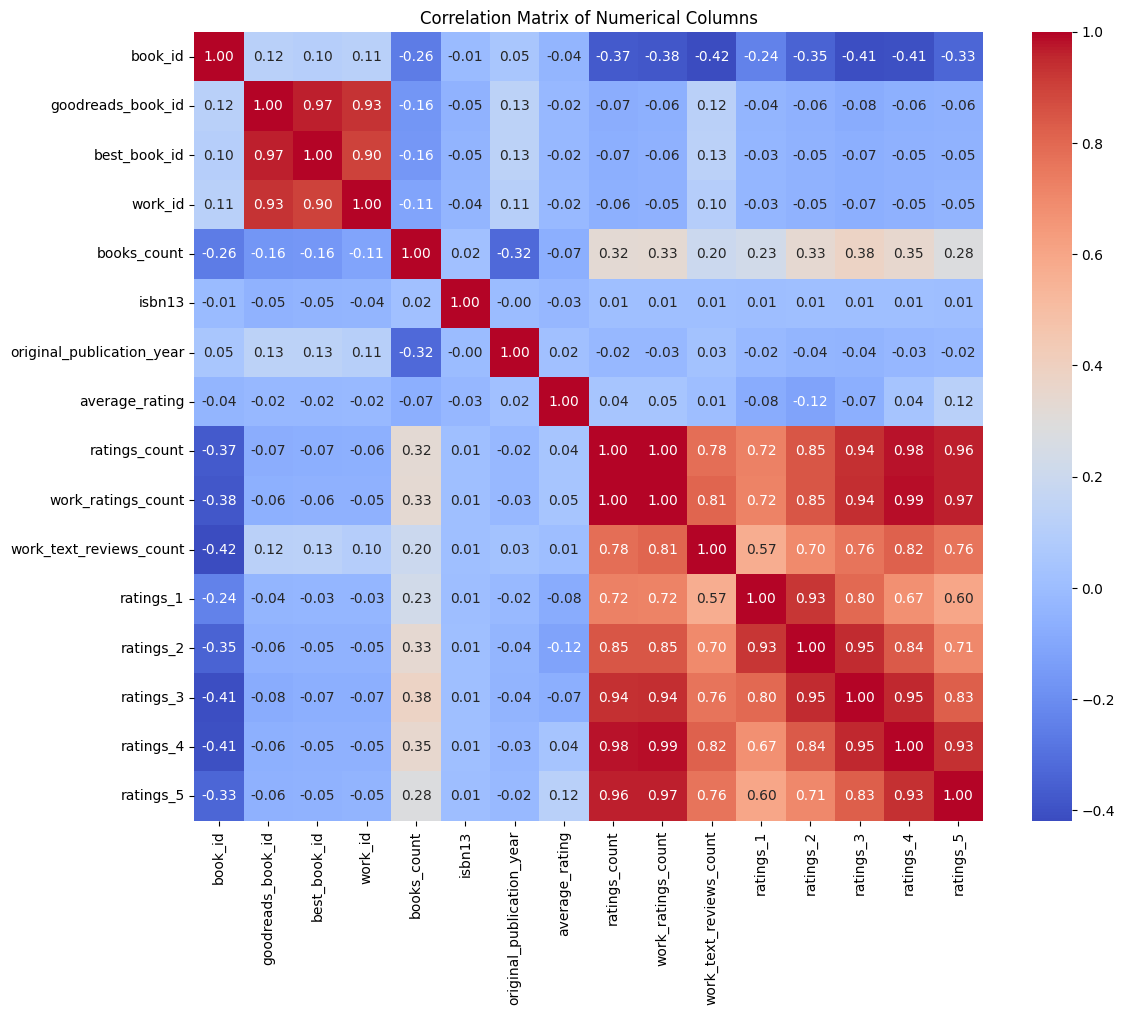 Correlation Matrix of Numerical Columns
book_id 1.00 0.12 0.10 0.11 -0.26 -0.01 0.05 -0.04 -0.37 -0.38 -0.42 -0.24 -0.35 -0.41 -0.41 -0.33
goodreads_book_id 0.12 1.00 0.97 0.93 -0.16 -0.05 0.13 -0.02 -0.07 -0.06 0.12 -0.04 -0.06 -0.08 -0.06 -0.06
best_book_id 0.10 0.97 1.00 0.90 -0.16 -0.05 0.13 -0.02 -0.07 -0.06 0.13 -0.03 -0.05 -0.07 -0.05 -0.05
work_id 0.11 0.93 0.90 1.00 -0.11 -0.04 0.11 -0.02 -0.06 -0.05 0.10 -0.03 -0.05 -0.07 -0.05 -0.05
books_count -0.26 -0.16 -0.16 -0.11 1.00 0.02 -0.32 -0.07 0.32 0.33 0.20 0.23 0.33 0.38 0.35 0.28
isbn13 -0.01 -0.05 -0.05 -0.04 0.02 1.00 -0.00 -0.03 0.01 0.01 0.01 0.01 0.01 0.01 0.01 0.01
original_publication_year 0.05 0.13 0.13 0.11 -0.32 -0.00 1.00 0.02 -0.02 -0.03 0.03 -0.02 -0.04 -0.04 -0.03 -0.02
average_rating -0.04 -0.02 -0.02 -0.02 -0.07 -0.03 0.02 1.00 0.04 0.05 0.01 -0.08 -0.12 -0.07 0.04 0.12
ratings_count -0.37 -0.07 -0.07 -0.06 0.32 0.01 -0.02 0.04 1.00 1.00 0.78 0.72 0.85 0.94 0.98 0.96
work_ratings_count -0.38 -0.06 -0.06 -0.05 0.33 0.01 -0.03 0.05 1.00 1.00 0.81 0.72 0.85 0.94 0.99 0.97
work_text_reviews_count -0.42 0.12 0.13 0.10 0.20 0.01 0.03 0.01 0.78 0.81 1.00 0.57 0.70 0.76 0.82 0.76
ratings_1 -0.24 -0.04 -0.03 -0.03 0.23 0.01 -0.02 -0.08 0.72 0.72 0.57 1.00 0.93 0.80 0.67 0.60
ratings_2 -0.35 -0.06 -0.05 -0.05 0.33 0.01 -0.04 -0.12 0.85 0.85 0.70 0.93 1.00 0.95 0.84 0.71
ratings_3 -0.41 -0.08 -0.07 -0.07 0.38 0.01 -0.04 -0.07 0.94 0.94 0.76 0.80 0.95 1.00 0.95 0.83
ratings_4 -0.41 -0.06 -0.05 -0.05 0.35 0.01 -0.03 0.04 0.98 0.99 0.82 0.67 0.84 0.95 1.00 0.93
ratings_5 -0.33 -0.06 -0.05 -0.05 0.28 0.01 -0.02 0.12 0.96 0.97 0.76 0.60 0.71 0.83 0.93 1.00
book_id
goodreads_book_id
best_book_id
work_id
books_count
isbn13
original_publication_year
average_rating
ratings_count
work_ratings_count
work_text_reviews_count
ratings_1
ratings_2
ratings_3
ratings_4
ratings_5
1.0
0.8
0.6
0.4
0.2
0.0
−0.2
−0.4